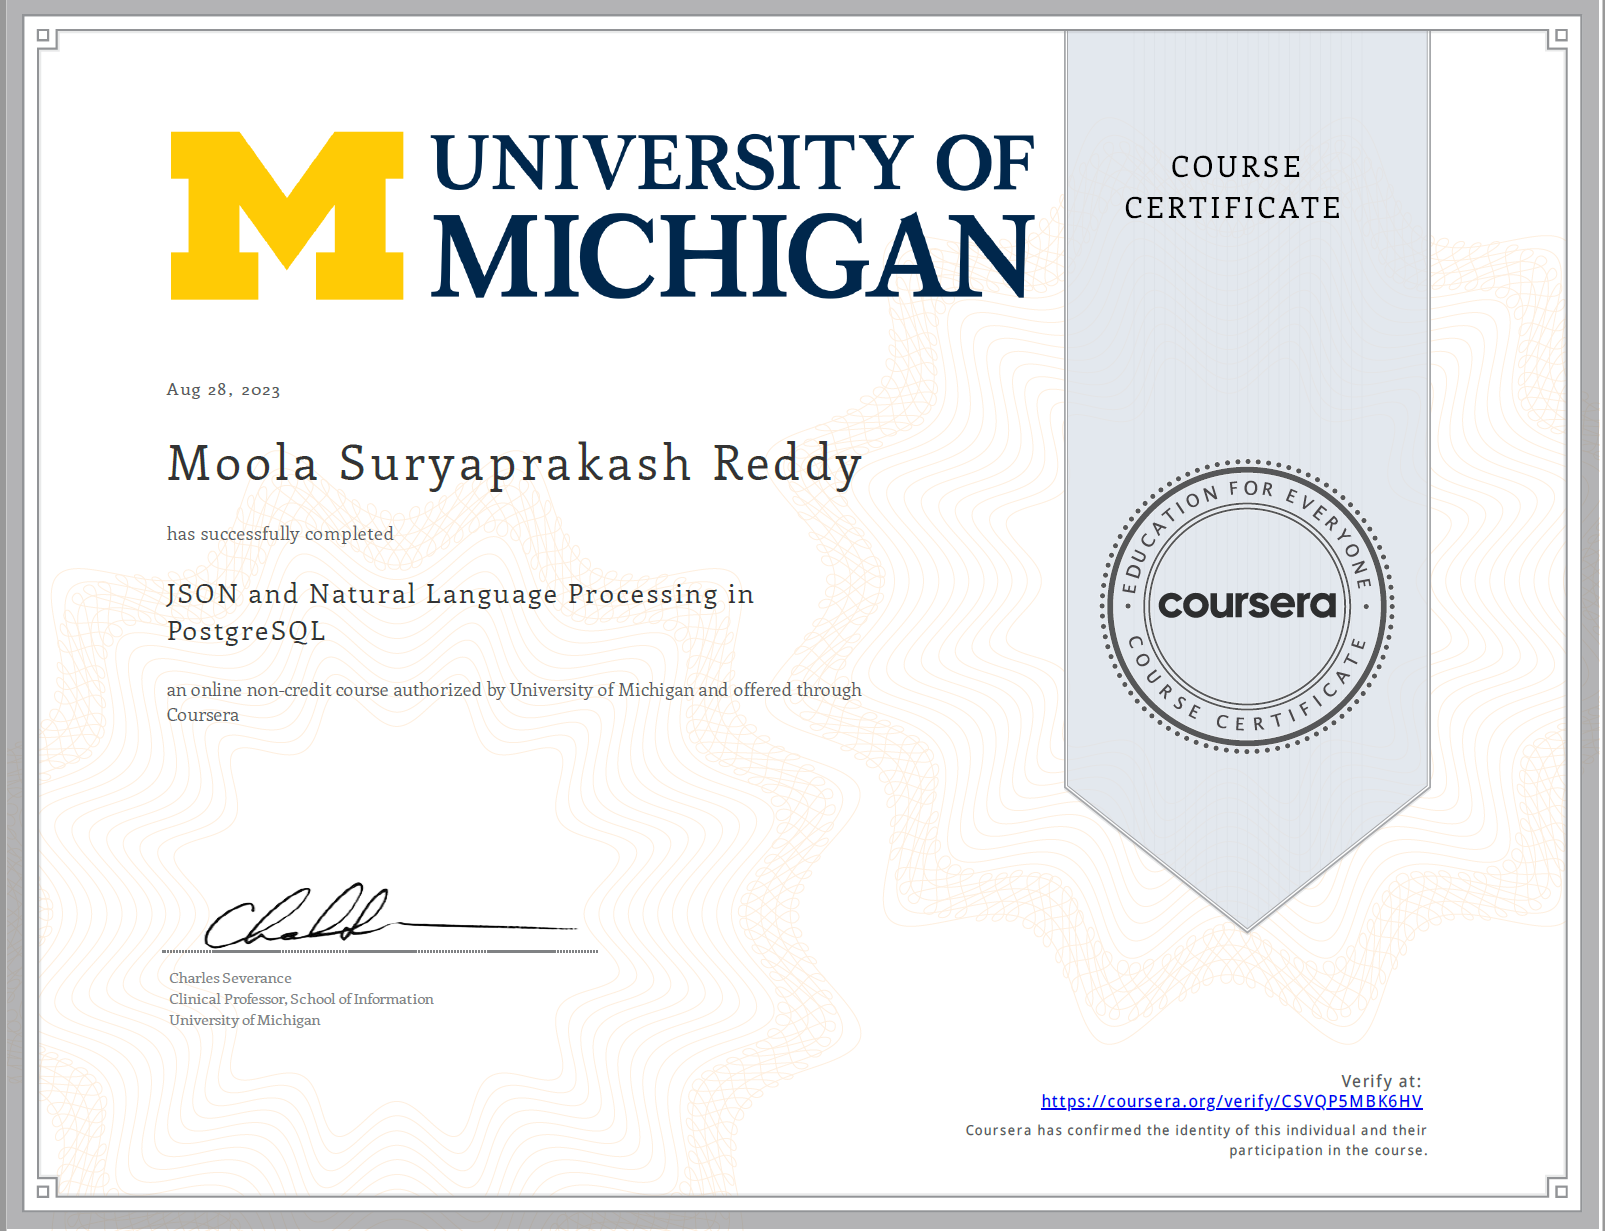 UNIVERSITY OF
MICHIGAN
COURSE
CERTIFICATE
Aug 28, 2023
Moola Suryaprakash Reddy
has successfully completed
JSON and Natural Language Processing in
PostgreSQL
an online non-credit course authorized by University of Michigan and offered through
Coursera
EDUCATION FOR EVERYONE
coursera
COURSE CERTIFICATE
Charles Severance
Clinical Professor, School of Information
University of Michigan
Verify at:
https://coursera.org/verify/CSVQP5MBK6HV
Coursera has confirmed the identity of this individual and their
participation in the course.